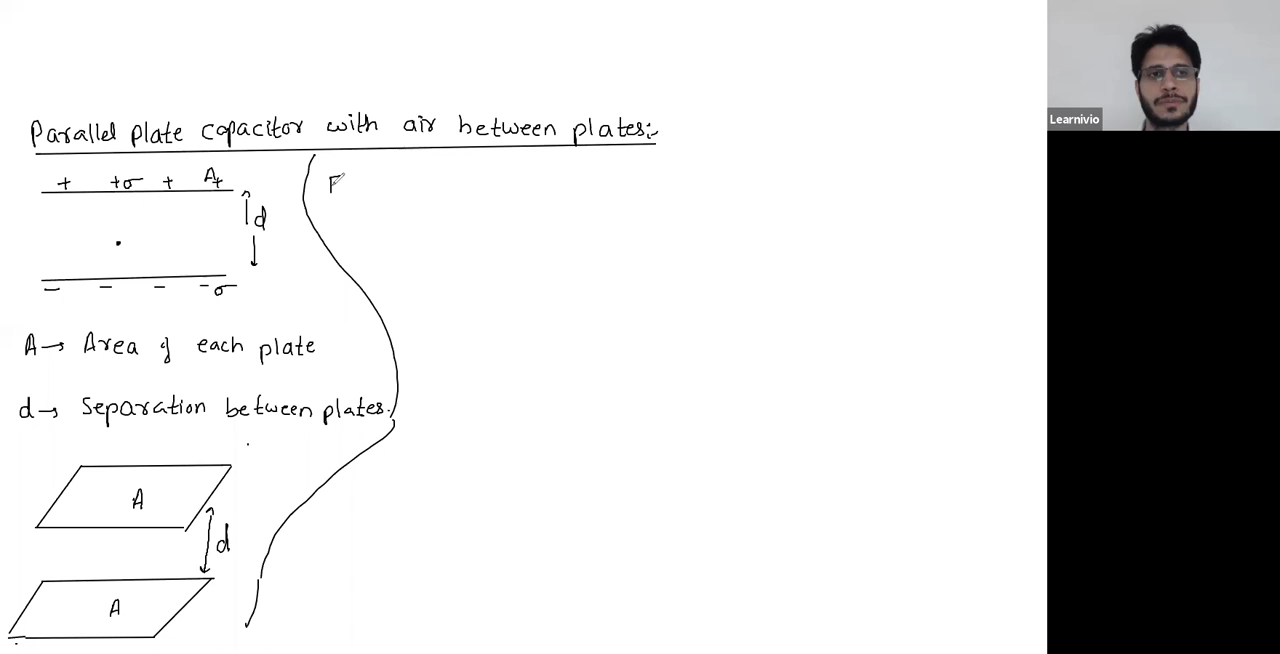 Parallel plate capacitor with air between plates:-
+ +σ + A+
d
F
- - - -σ
A → Area of each plate
d → Separation between plates.
A
d
A
Learnivio